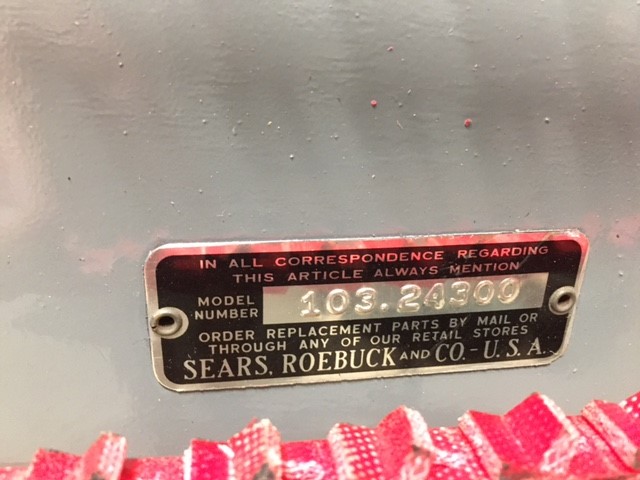 IN ALL CORRESPONDENCE REGARDING
THIS ARTICLE ALWAYS MENTION
MODEL NUMBER 103.24300
ORDER REPLACEMENT PARTS BY MAIL OR
THROUGH ANY OF OUR RETAIL STORES
SEARS, ROEBUCK AND CO. - U.S.A.